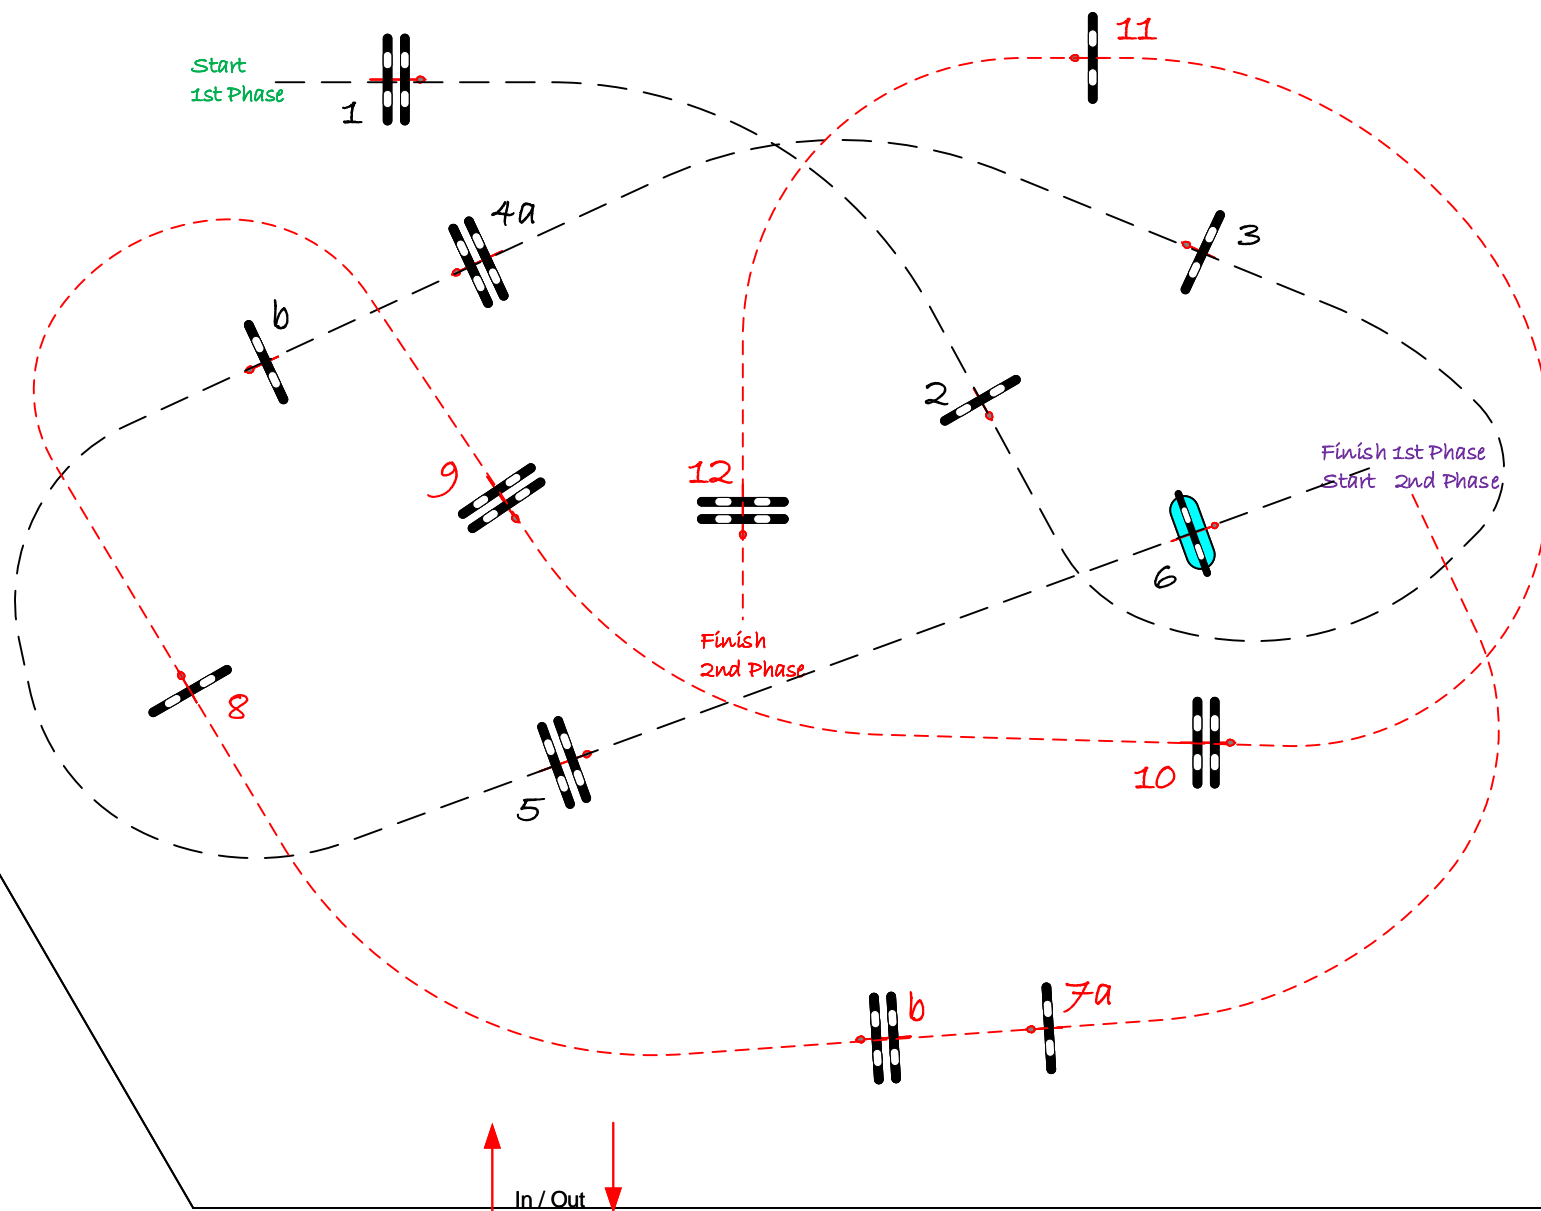 Start
1st Phase
1
11
4a
3
b
2
Finish 1st Phase
Start 2nd Phase
9
12
6
Finish
2nd Phase
8
5
10
7a
b
In / Out